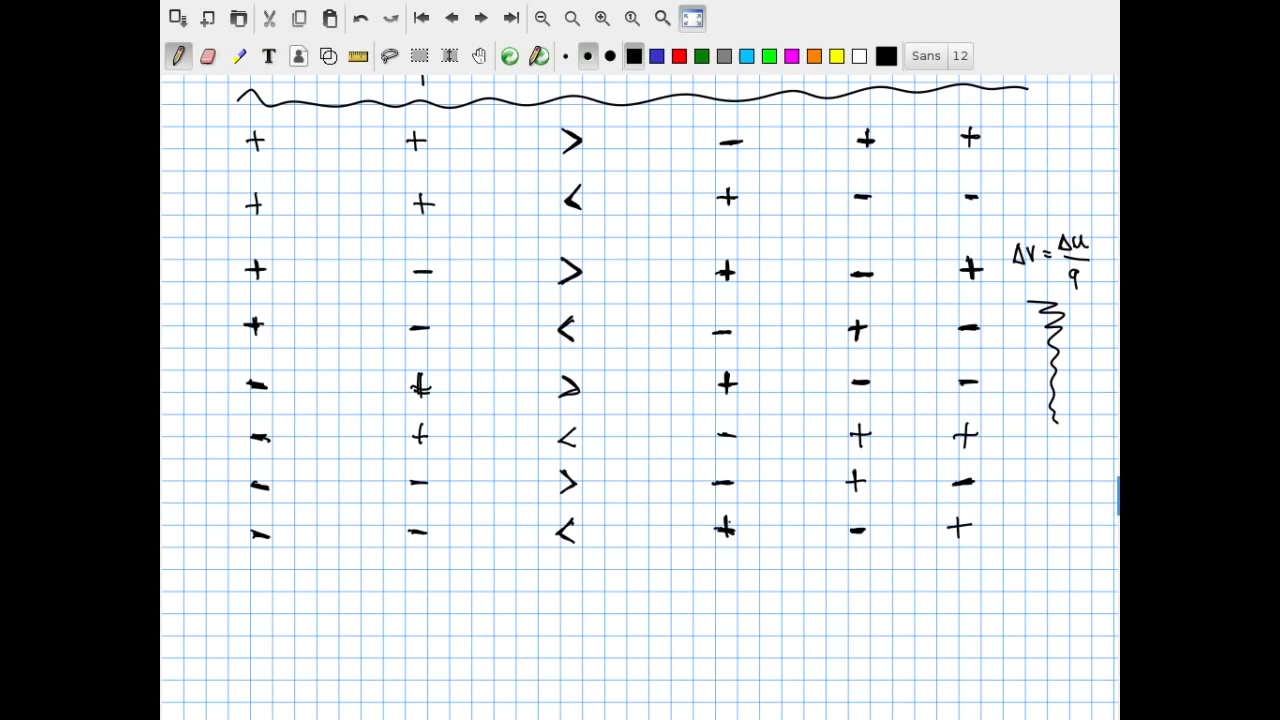 T Sans 12
+ + > - + +
+ + < + - -
ΔV = ΔU/q
+ - > + - +
+ - < - + -
- + > + - -
- + < - + +
- - > - + -
- - < + - +